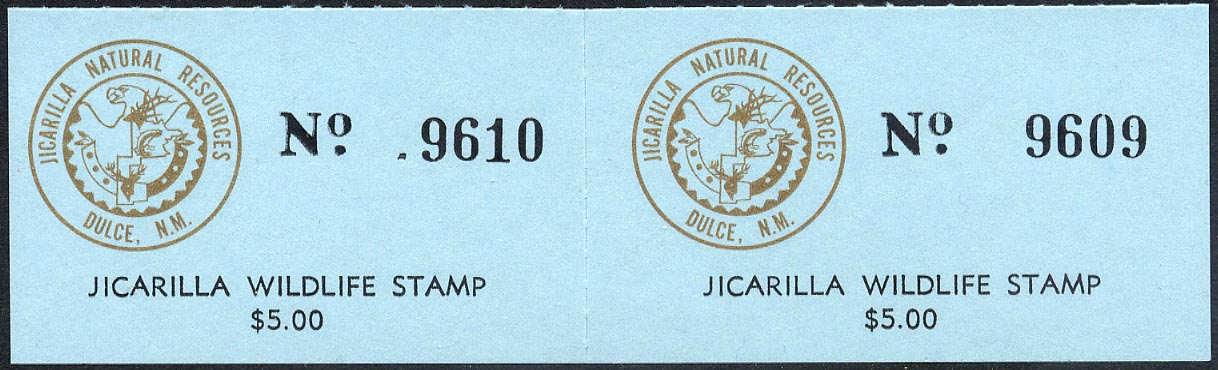 JICARILLA NATURAL RESOURCES
DULCE, N.M.
Nº. 9610
JICARILLA WILDLIFE STAMP
$5.00
JICARILLA NATURAL RESOURCES
DULCE, N.M.
Nº. 9609
JICARILLA WILDLIFE STAMP
$5.00